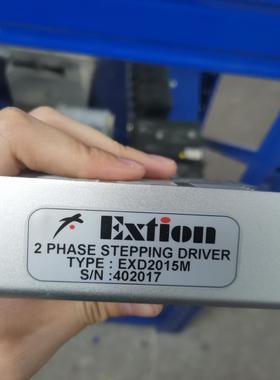 Extion
2 PHASE STEPPING DRIVER
TYPE : EXD2015M
S/N :402017